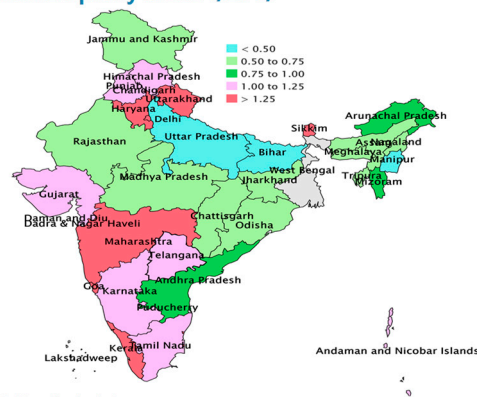 Jammu and Kashmir
< 0.50
0.50 to 0.75
0.75 to 1.00
1.00 to 1.25
> 1.25
Himachal Pradesh
Punjab
Chandigarh
Uttarakhand
Haryana
Delhi
Arunachal Pradesh
Sikkim
Rajasthan
Uttar Pradesh
Assam
Nagaland
Bihar
Meghalaya
Manipur
West Bengal
Tripura
Mizoram
Madhya Pradesh
Jharkhand
Gujarat
Daman and Diu
Dadra & Nagar Haveli
Chattisgarh
Odisha
Maharashtra
Telangana
Andhra Pradesh
Goa
Karnataka
Puducherry
Kerala
Tamil Nadu
Lakshadweep
Andaman and Nicobar Islands